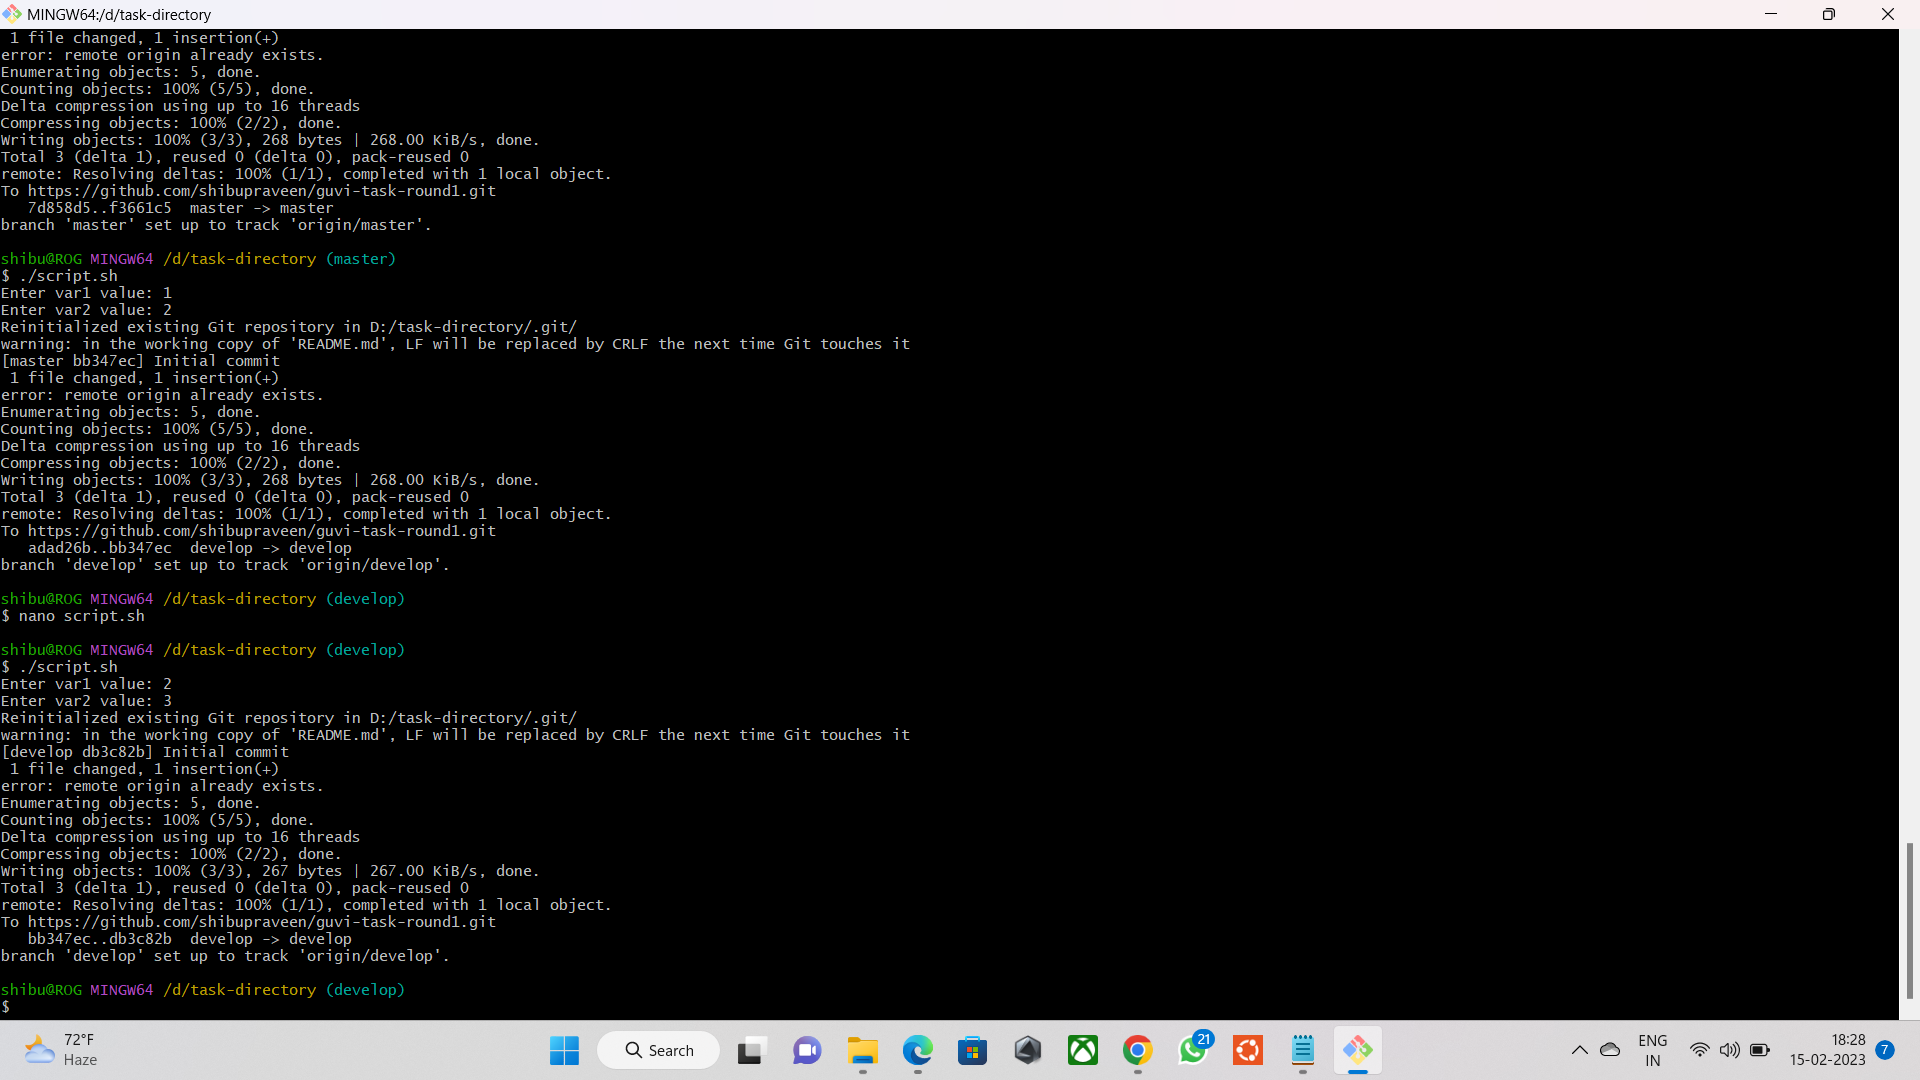 MINGW64:/d/task-directory
 1 file changed, 1 insertion(+)
error: remote origin already exists.
Enumerating objects: 5, done.
Counting objects: 100% (5/5), done.
Delta compression using up to 16 threads
Compressing objects: 100% (2/2), done.
Writing objects: 100% (3/3), 268 bytes | 268.00 KiB/s, done.
Total 3 (delta 1), reused 0 (delta 0), pack-reused 0
remote: Resolving deltas: 100% (1/1), completed with 1 local object.
To https://github.com/shibupraveen/guvi-task-round1.git
   7d858d5..f3661c5  master -> master
branch 'master' set up to track 'origin/master'.
shibu@ROG MINGW64 /d/task-directory (master)
$ ./script.sh
Enter var1 value: 1
Enter var2 value: 2
Reinitialized existing Git repository in D:/task-directory/.git/
warning: in the working copy of 'README.md', LF will be replaced by CRLF the next time Git touches it
[master bb347ec] Initial commit
 1 file changed, 1 insertion(+)
error: remote origin already exists.
Enumerating objects: 5, done.
Counting objects: 100% (5/5), done.
Delta compression using up to 16 threads
Compressing objects: 100% (2/2), done.
Writing objects: 100% (3/3), 268 bytes | 268.00 KiB/s, done.
Total 3 (delta 1), reused 0 (delta 0), pack-reused 0
remote: Resolving deltas: 100% (1/1), completed with 1 local object.
To https://github.com/shibupraveen/guvi-task-round1.git
   adad26b..bb347ec  develop -> develop
branch 'develop' set up to track 'origin/develop'.
shibu@ROG MINGW64 /d/task-directory (develop)
$ nano script.sh
shibu@ROG MINGW64 /d/task-directory (develop)
$ ./script.sh
Enter var1 value: 2
Enter var2 value: 3
Reinitialized existing Git repository in D:/task-directory/.git/
warning: in the working copy of 'README.md', LF will be replaced by CRLF the next time Git touches it
[develop db3c82b] Initial commit
 1 file changed, 1 insertion(+)
error: remote origin already exists.
Enumerating objects: 5, done.
Counting objects: 100% (5/5), done.
Delta compression using up to 16 threads
Compressing objects: 100% (2/2), done.
Writing objects: 100% (3/3), 267 bytes | 267.00 KiB/s, done.
Total 3 (delta 1), reused 0 (delta 0), pack-reused 0
remote: Resolving deltas: 100% (1/1), completed with 1 local object.
To https://github.com/shibupraveen/guvi-task-round1.git
   bb347ec..db3c82b  develop -> develop
branch 'develop' set up to track 'origin/develop'.
shibu@ROG MINGW64 /d/task-directory (develop)
$
72°F
Haze
Search
21
ENG
IN
18:28
15-02-2023
7